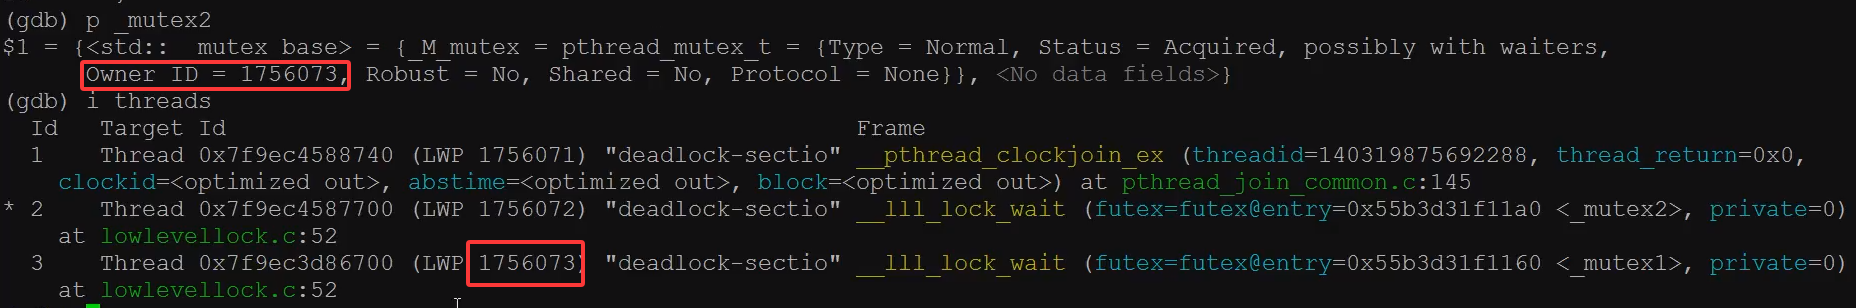 (gdb) p _mutex2
$1 = {<std::__mutex_base> = {_M_mutex = pthread_mutex_t = {Type = Normal, Status = Acquired, possibly with waiters,
Owner ID = 1756073, Robust = No, Shared = No, Protocol = None}}, <No data fields>}
(gdb) i threads
Id Target Id Frame
1 Thread 0x7f9ec4588740 (LWP 1756071) "deadlock-sectio" __pthread_clockjoin_ex (threadid=140319875692288, thread_return=0x0,
clockid=<optimized out>, abstime=<optimized out>, block=<optimized out>) at pthread_join_common.c:145
* 2 Thread 0x7f9ec4587700 (LWP 1756072) "deadlock-sectio" __lll_lock_wait (futex=futex@entry=0x55b3d31f11a0 <_mutex2>, private=0)
at lowlevellock.c:52
3 Thread 0x7f9ec3d86700 (LWP 1756073) "deadlock-sectio" __lll_lock_wait (futex=futex@entry=0x55b3d31f1160 <_mutex1>, private=0)
at lowlevellock.c:52